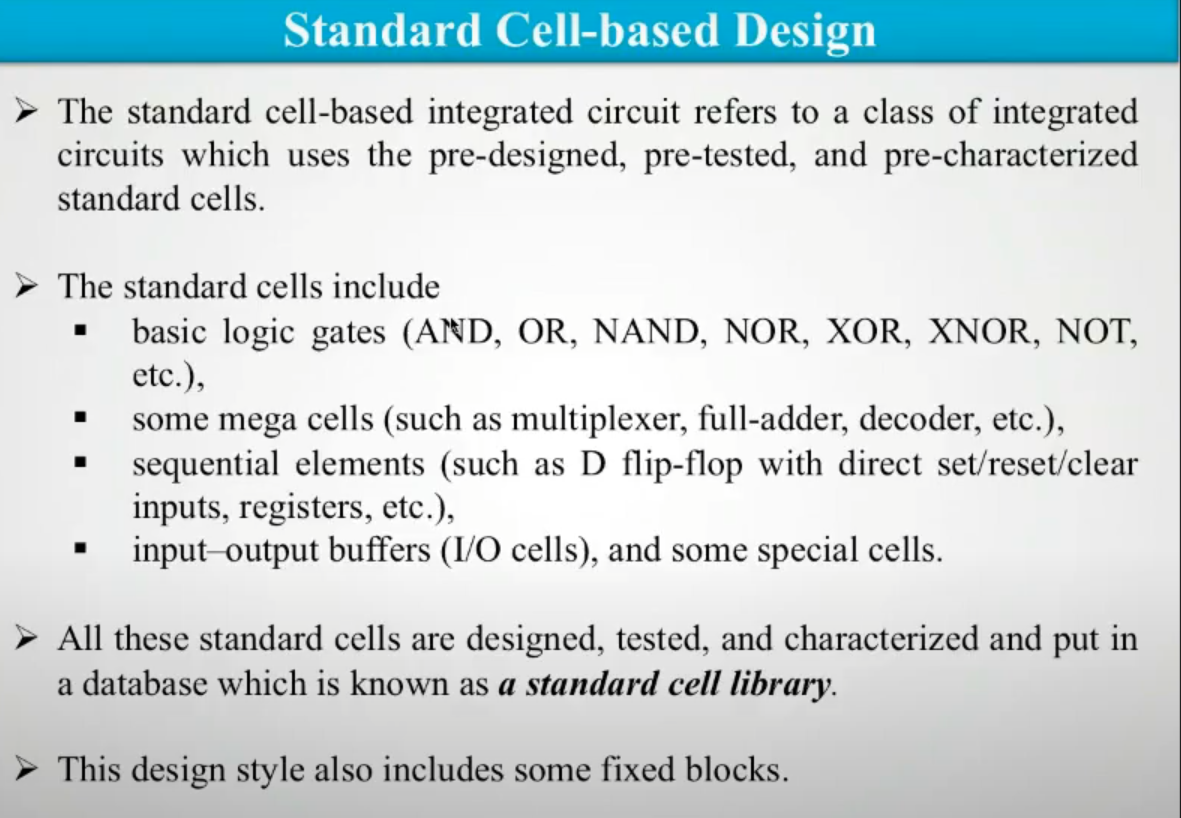 Standard Cell-based Design
➢ The standard cell-based integrated circuit refers to a class of integrated
circuits which uses the pre-designed, pre-tested, and pre-characterized
standard cells.
➢ The standard cells include
▪ basic logic gates (AND, OR, NAND, NOR, XOR, XNOR, NOT,
etc.),
▪ some mega cells (such as multiplexer, full-adder, decoder, etc.),
▪ sequential elements (such as D flip-flop with direct set/reset/clear
inputs, registers, etc.),
▪ input–output buffers (I/O cells), and some special cells.
➢ All these standard cells are designed, tested, and characterized and put in
a database which is known as a standard cell library.
➢ This design style also includes some fixed blocks.